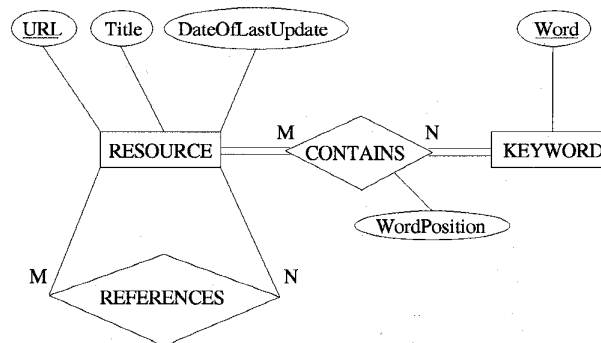 URL
Title
DateOfLastUpdate
Word
M
N
RESOURCE
CONTAINS
KEYWORD
WordPosition
M
N
REFERENCES